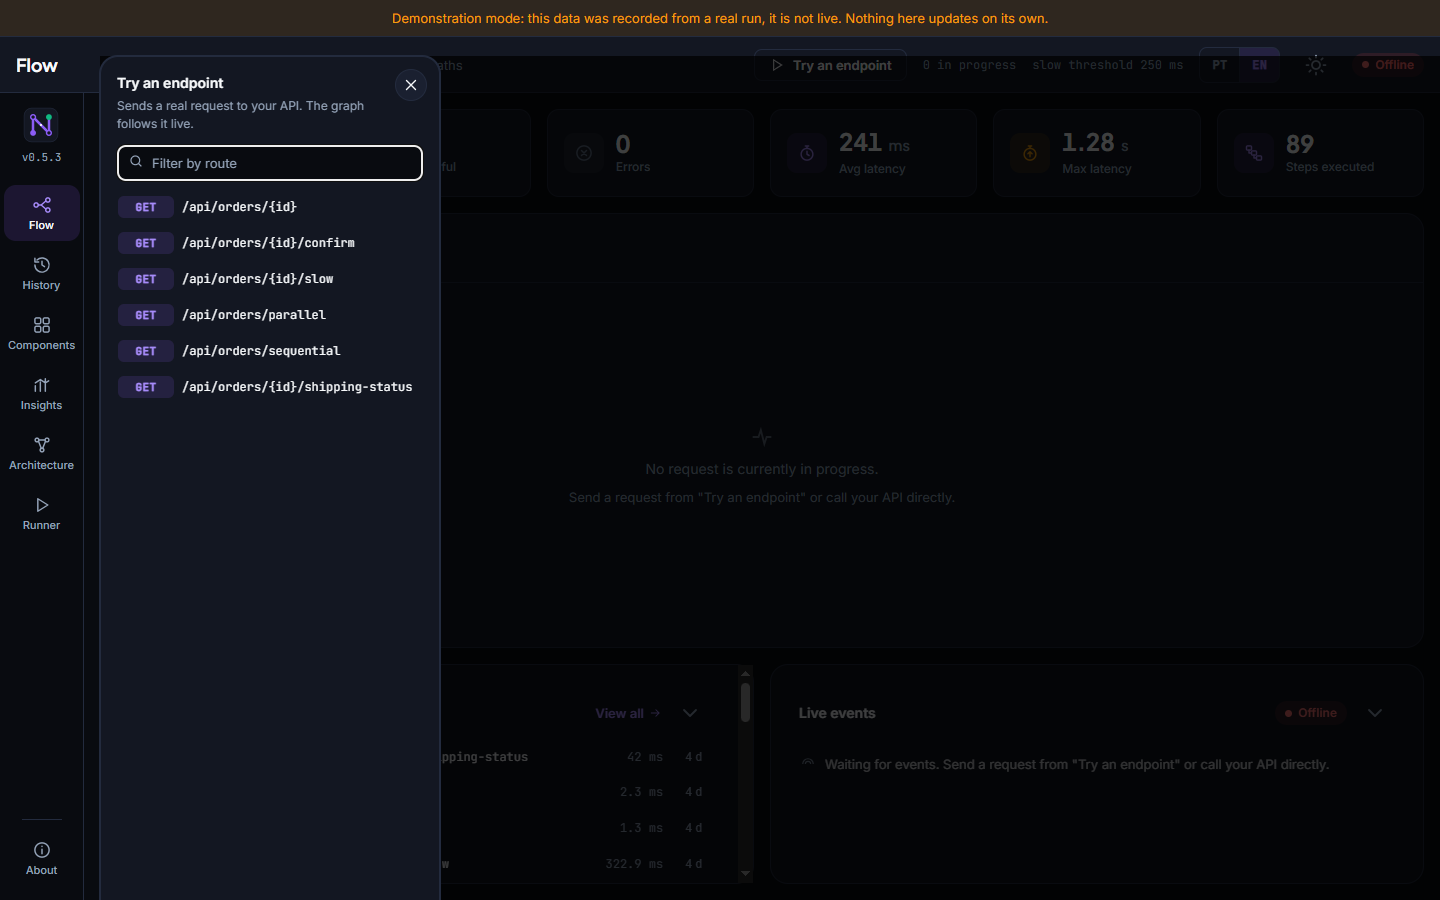 Demonstration mode: this data was recorded from a real run, it is not live. Nothing here updates on its own.
Flow
Try an endpoint
0 in progress
slow threshold 250 ms
PT
EN
Offline
v0.5.3
Flow
History
Components
Insights
Architecture
Runner
About
Try an endpoint
Sends a real request to your API. The graph
follows it live.
Filter by route
GET /api/orders/{id}
GET /api/orders/{id}/confirm
GET /api/orders/{id}/slow
GET /api/orders/parallel
GET /api/orders/sequential
GET /api/orders/{id}/shipping-status
0
Errors
241 ms
Avg latency
1.28 s
Max latency
89
Steps executed
No request is currently in progress.
Send a request from "Try an endpoint" or call your API directly.
View all →
pping-status 42 ms 4 d
2.3 ms 4 d
1.3 ms 4 d
w 322.9 ms 4 d
Live events
Offline
Waiting for events. Send a request from "Try an endpoint" or call your API directly.